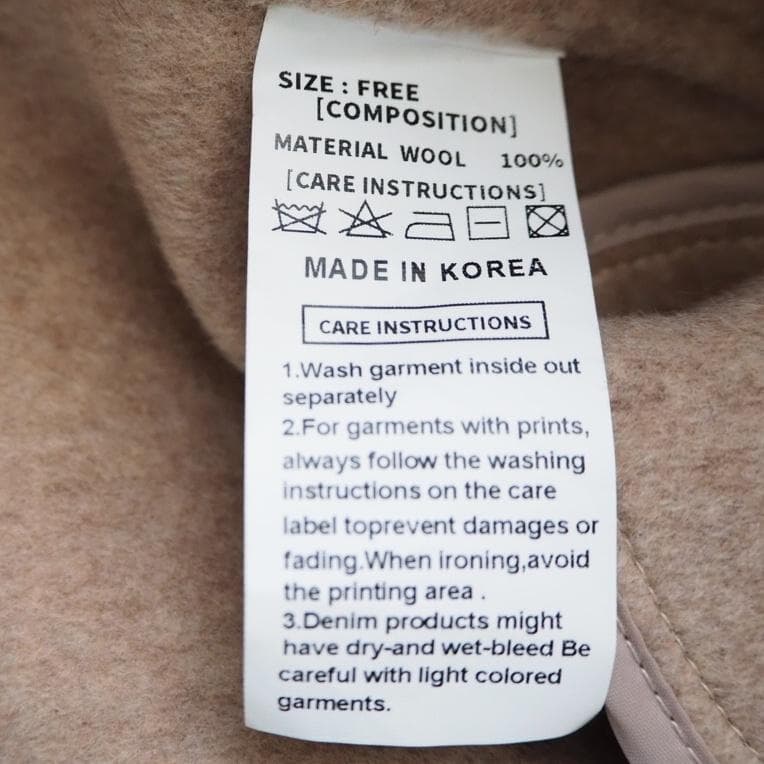 SIZE : FREE
[COMPOSITION]
MATERIAL WOOL 100%
[CARE INSTRUCTIONS]
MADE IN KOREA
CARE INSTRUCTIONS
1.Wash garment inside out
separately
2.For garments with prints,
always follow the washing
instructions on the care
label toprevent damages or
fading.When ironing,avoid
the printing area .
3.Denim products might
have dry-and wet-bleed Be
careful with light colored
garments.